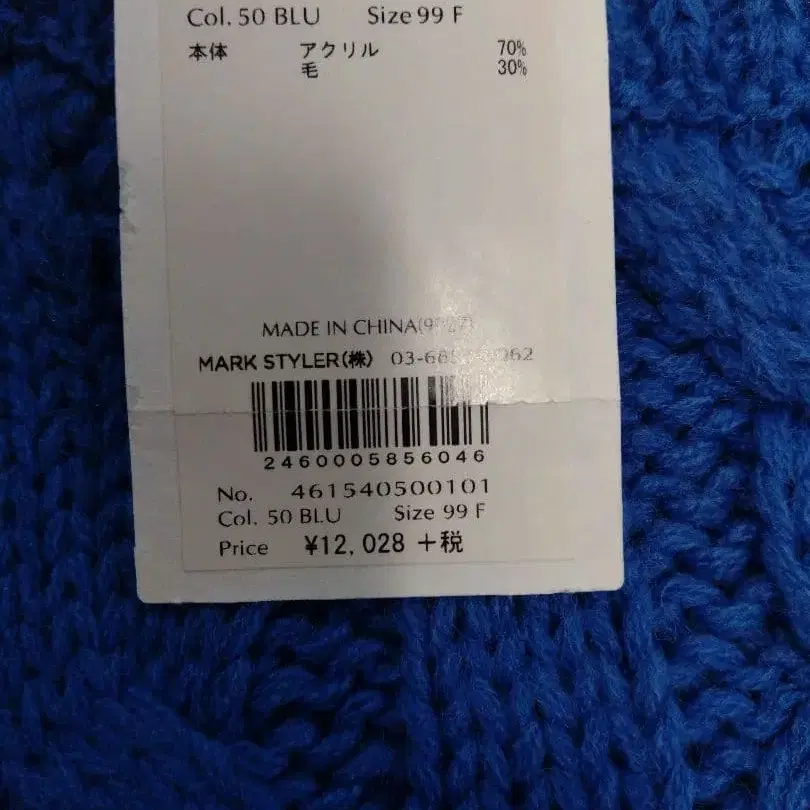 Col. 50 BLU Size 99 F
本体 アクリル 70%
毛 30%
MADE IN CHINA
MARK STYLER(株)
2460005856046
No. 461540500101
Col. 50 BLU Size 99 F
Price ¥12,028 +税